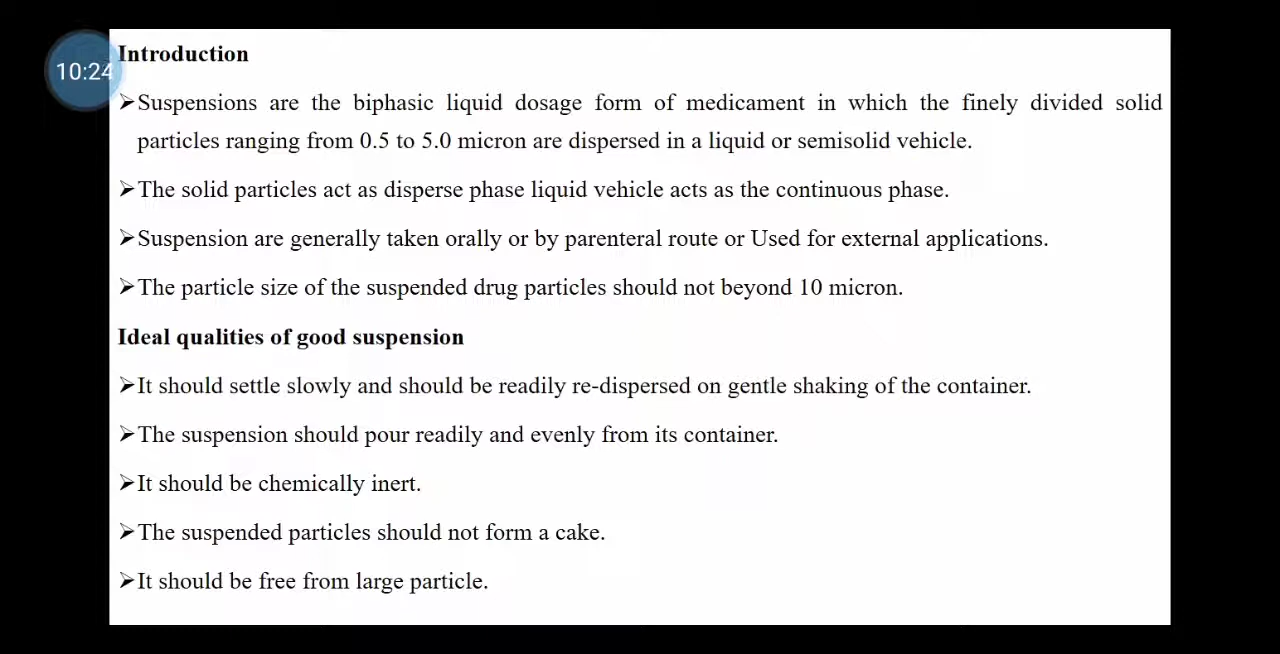 10:24
Introduction
➢Suspensions are the biphasic liquid dosage form of medicament in which the finely divided solid
particles ranging from 0.5 to 5.0 micron are dispersed in a liquid or semisolid vehicle.
➢The solid particles act as disperse phase liquid vehicle acts as the continuous phase.
➢Suspension are generally taken orally or by parenteral route or Used for external applications.
➢The particle size of the suspended drug particles should not beyond 10 micron.
Ideal qualities of good suspension
➢It should settle slowly and should be readily re-dispersed on gentle shaking of the container.
➢The suspension should pour readily and evenly from its container.
➢It should be chemically inert.
➢The suspended particles should not form a cake.
➢It should be free from large particle.